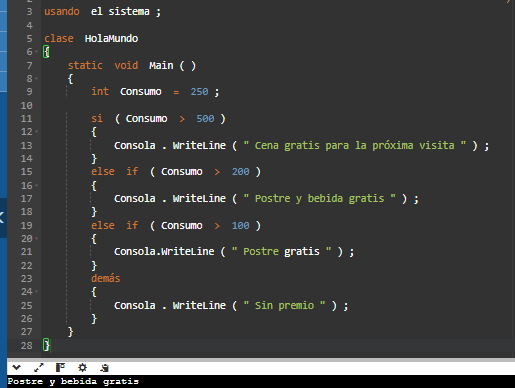 3 usando el sistema ;
4
5 clase HolaMundo
6 {
7 static void Main ( )
8 {
9 int Consumo = 250 ;
10
11 si ( Consumo > 500 )
12 {
13 Consola . WriteLine ( " Cena gratis para la próxima visita " ) ;
14 }
15 else if ( Consumo > 200 )
16 {
17 Consola . WriteLine ( " Postre y bebida gratis " ) ;
18 }
19 else if ( Consumo > 100 )
20 {
21 Consola.WriteLine ( " Postre gratis " ) ;
22 }
23 demás
24 {
25 Consola . WriteLine ( " Sin premio " ) ;
26 }
27 }
28 }
Postre y bebida gratis